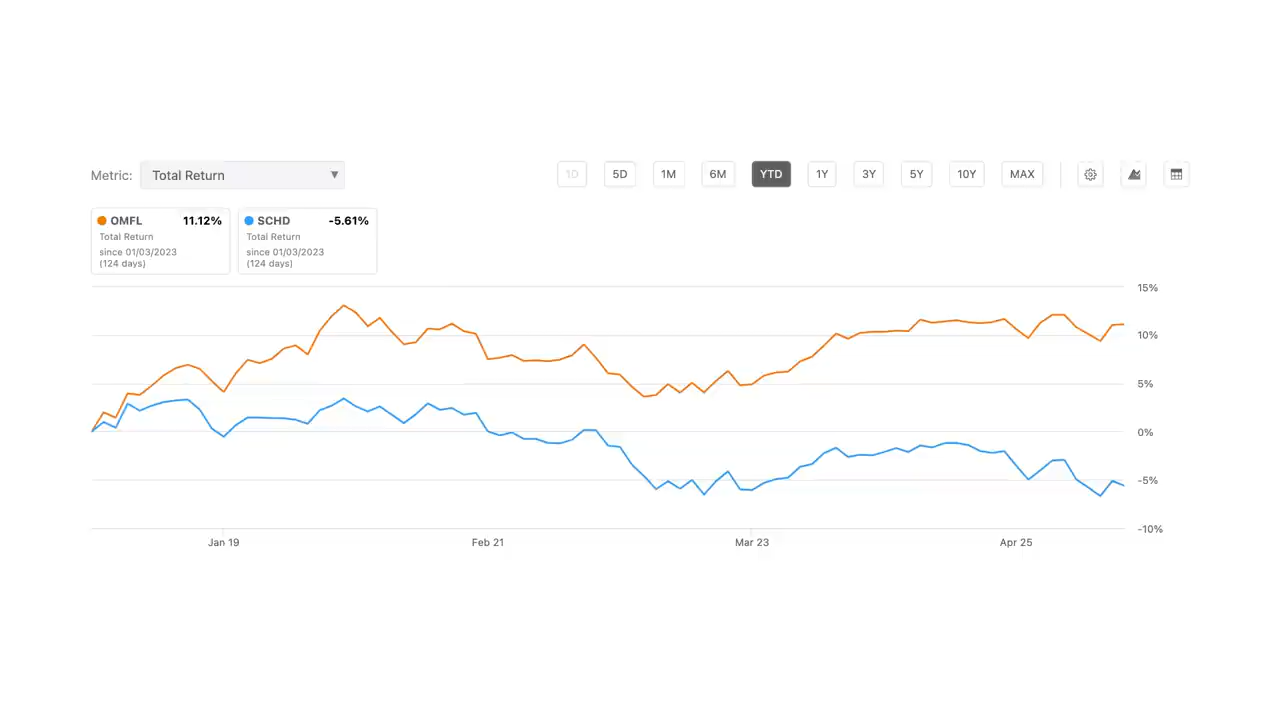 Metric: Total Return ▼ 1D 5D 1M 6M YTD 1Y 3Y 5Y 10Y MAX
OMFL 11.12% SCHD -5.61%
Total Return Total Return
since 01/03/2023 since 01/03/2023
(124 days) (124 days)
15%
10%
5%
0%
-5%
-10%
Jan 19 Feb 21 Mar 23 Apr 25